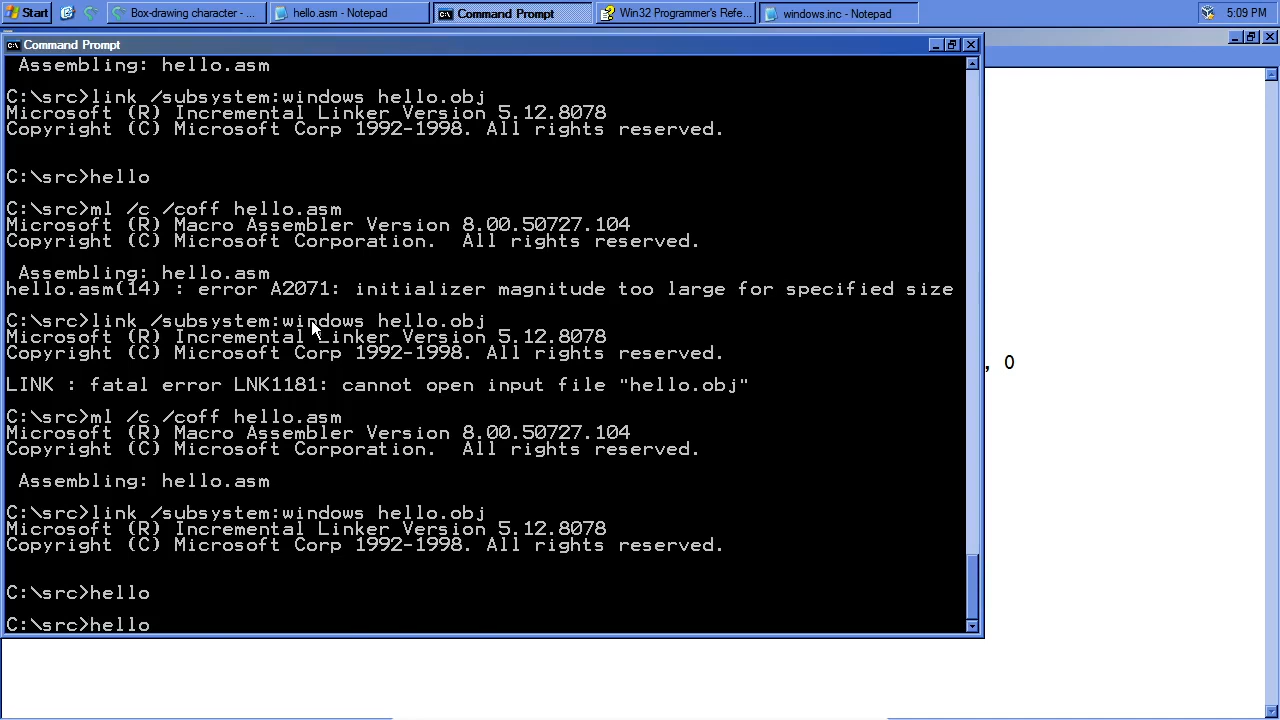 Start
Box-drawing character - ...
hello.asm - Notepad
Command Prompt
Win32 Programmer's Refe...
windows.inc - Notepad
5:09 PM
Command Prompt
Assembling: hello.asm
C:\src>link /subsystem:windows hello.obj
Microsoft (R) Incremental Linker Version 5.12.8078
Copyright (C) Microsoft Corp 1992-1998. All rights reserved.
C:\src>hello
C:\src>ml /c /coff hello.asm
Microsoft (R) Macro Assembler Version 8.00.50727.104
Copyright (C) Microsoft Corporation.  All rights reserved.
Assembling: hello.asm
hello.asm(14) : error A2071: initializer magnitude too large for specified size
C:\src>link /subsystem:windows hello.obj
Microsoft (R) Incremental Linker Version 5.12.8078
Copyright (C) Microsoft Corp 1992-1998. All rights reserved.
, 0
LINK : fatal error LNK1181: cannot open input file "hello.obj"
C:\src>ml /c /coff hello.asm
Microsoft (R) Macro Assembler Version 8.00.50727.104
Copyright (C) Microsoft Corporation.  All rights reserved.
Assembling: hello.asm
C:\src>link /subsystem:windows hello.obj
Microsoft (R) Incremental Linker Version 5.12.8078
Copyright (C) Microsoft Corp 1992-1998. All rights reserved.
C:\src>hello
C:\src>hello